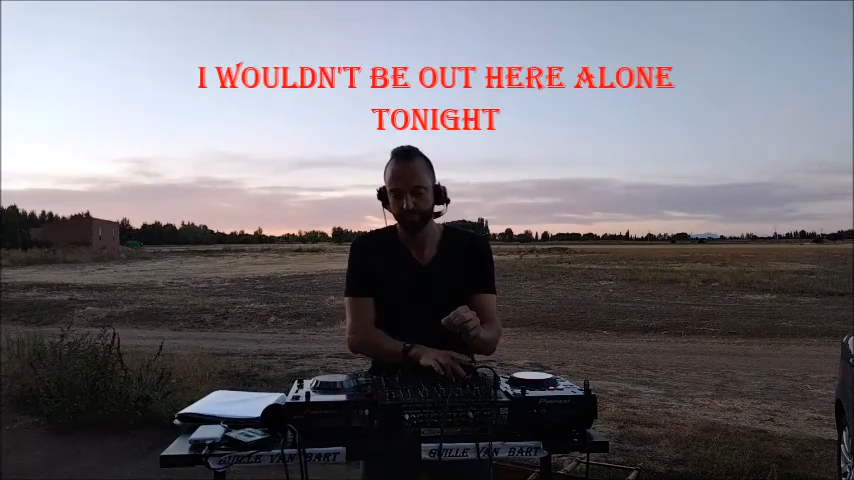 I WOULDN'T BE OUT HERE ALONE
TONIGHT
GUILLE VAN BART
GUILLE VAN BART